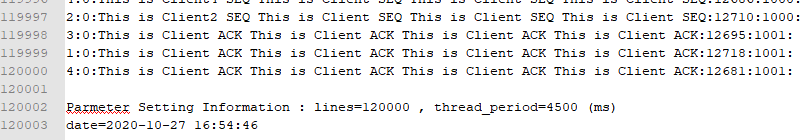 119997 2:0:This is Client2 SEQ This is Client SEQ This is Client SEQ This is Client SEQ:12710:1000:
119998 3:0:This is Client ACK This is Client ACK This is Client ACK This is Client ACK:12695:1001:
119999 1:0:This is Client ACK This is Client ACK This is Client ACK This is Client ACK:12718:1001:
120000 4:0:This is Client ACK This is Client ACK This is Client ACK This is Client ACK:12681:1001:
120001
120002 Parmeter Setting Information : lines=120000 , thread_period=4500 (ms)
120003 date=2020-10-27 16:54:46